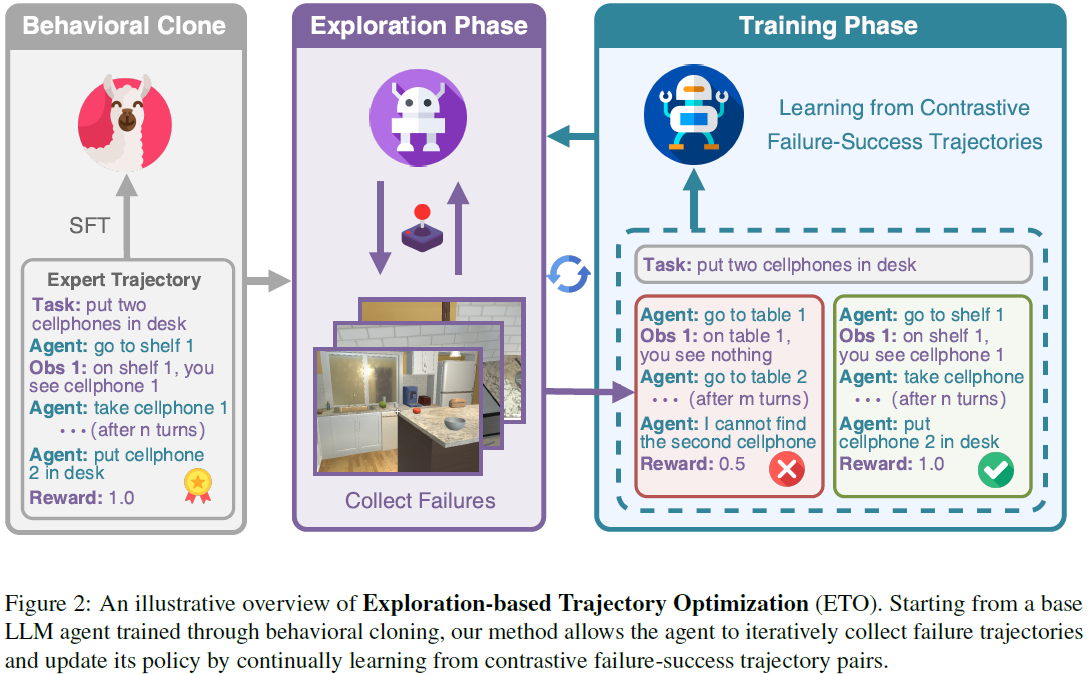 Behavioral Clone
SFT
Expert Trajectory
Task: put two
cellphones in desk
Agent: go to shelf 1
Obs 1: on shelf 1, you
see cellphone 1
Agent: take cellphone 1
··· (after n turns)
Agent: put cellphone
2 in desk
Reward: 1.0
Exploration Phase
Collect Failures
Training Phase
Learning from Contrastive
Failure-Success Trajectories
Task: put two cellphones in desk
Agent: go to table 1
Obs 1: on table 1,
you see nothing
Agent: go to table 2
··· (after m turns)
Agent: I cannot find
the second cellphone
Reward: 0.5
Agent: go to shelf 1
Obs 1: on shelf 1,
you see cellphone 1
Agent: take cellphone
··· (after n turns)
Agent: put
cellphone 2 in desk
Reward: 1.0
Figure 2: An illustrative overview of Exploration-based Trajectory Optimization (ETO). Starting from a base
LLM agent trained through behavioral cloning, our method allows the agent to iteratively collect failure trajectories
and update its policy by continually learning from contrastive failure-success trajectory pairs.